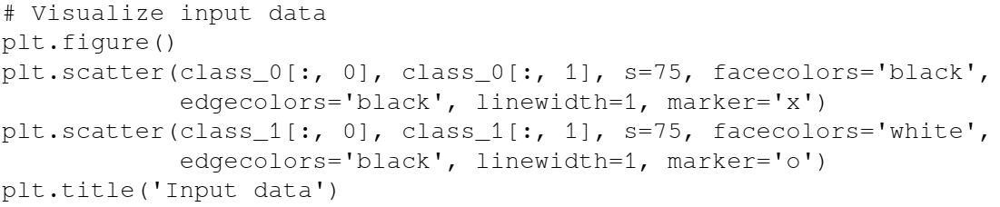 # Visualize input data
plt.figure()
plt.scatter(class_0[:, 0], class_0[:, 1], s=75, facecolors='black',
            edgecolors='black', linewidth=1, marker='x')
plt.scatter(class_1[:, 0], class_1[:, 1], s=75, facecolors='white',
            edgecolors='black', linewidth=1, marker='o')
plt.title('Input data')